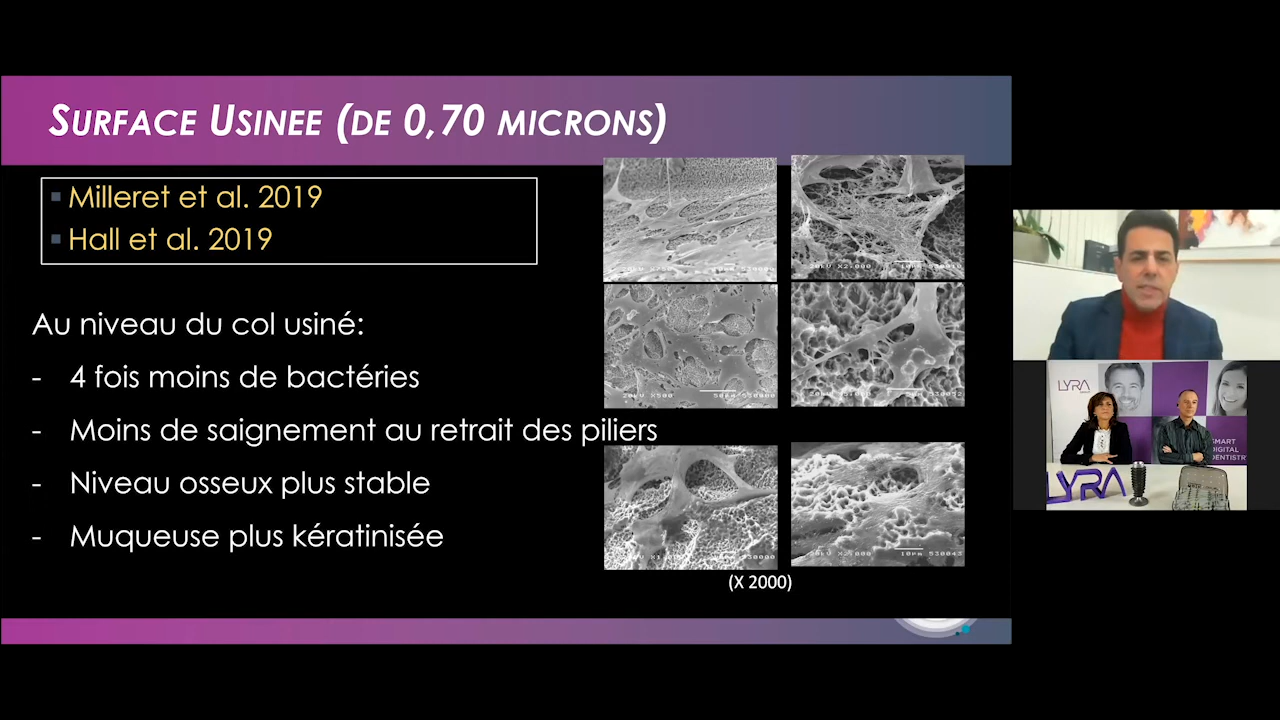 SURFACE USINEE (DE 0,70 MICRONS)
Milleret et al. 2019
Hall et al. 2019
Au niveau du col usiné:
- 4 fois moins de bactéries
- Moins de saignement au retrait des piliers
- Niveau osseux plus stable
- Muqueuse plus kératinisée
(X 2000)
LYRA
SMART
DIGITAL
DENTISTRY
LYRA